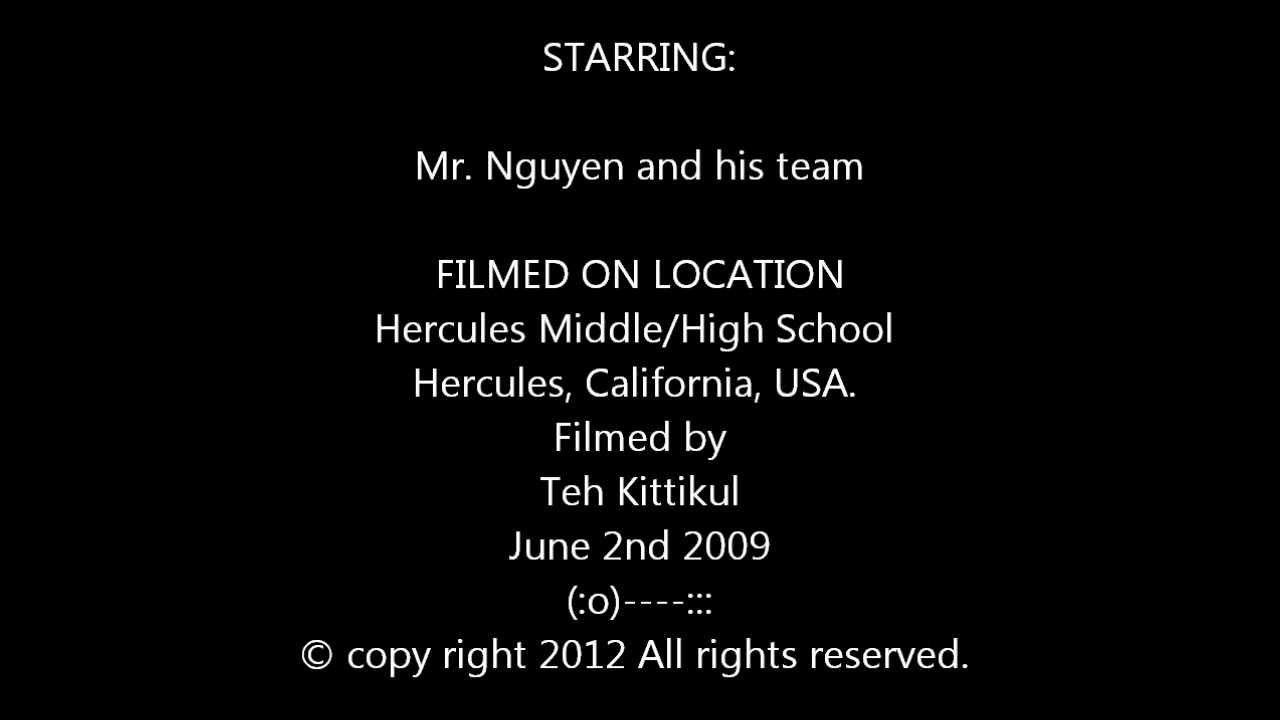 STARRING:
Mr. Nguyen and his team
FILMED ON LOCATION
Hercules Middle/High School
Hercules, California, USA.
Filmed by
Teh Kittikul
June 2nd 2009
(:o)----:::
© copy right 2012 All rights reserved.